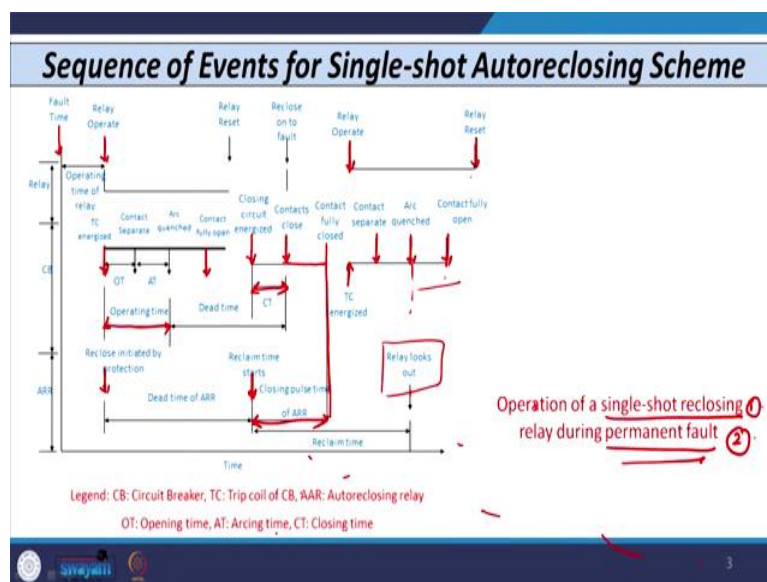 Sequence of Events for Single-shot Autoreclosing Scheme
Fault
Time
Relay
Operate
Relay
Reset
Reclose
on to
fault
Relay
Operate
Relay
Reset
Relay
Operating
time of
relay
TC
energized
Contact
Separate
Arc
quenched
Contact
fully open
Closing
circuit
energized
Contacts
close
Contact
fully
closed
Contact
separate
Arc
quenched
Contact fully
open
CB
OT
AT
CT
TC
energized
Operating time
Dead time
Reclose initiated by
protection
Reclaim time
starts
Relay looks
out
ARR
Dead time of ARR
Closing pulse time
of ARR
Reclaim time
Time
Operation of a single-shot reclosing 1
relay during permanent fault 2
Legend: CB: Circuit Breaker, TC: Trip coil of CB, AAR: Autoreclosing relay
OT: Opening time, AT: Arcing time, CT: Closing time
swayam
3